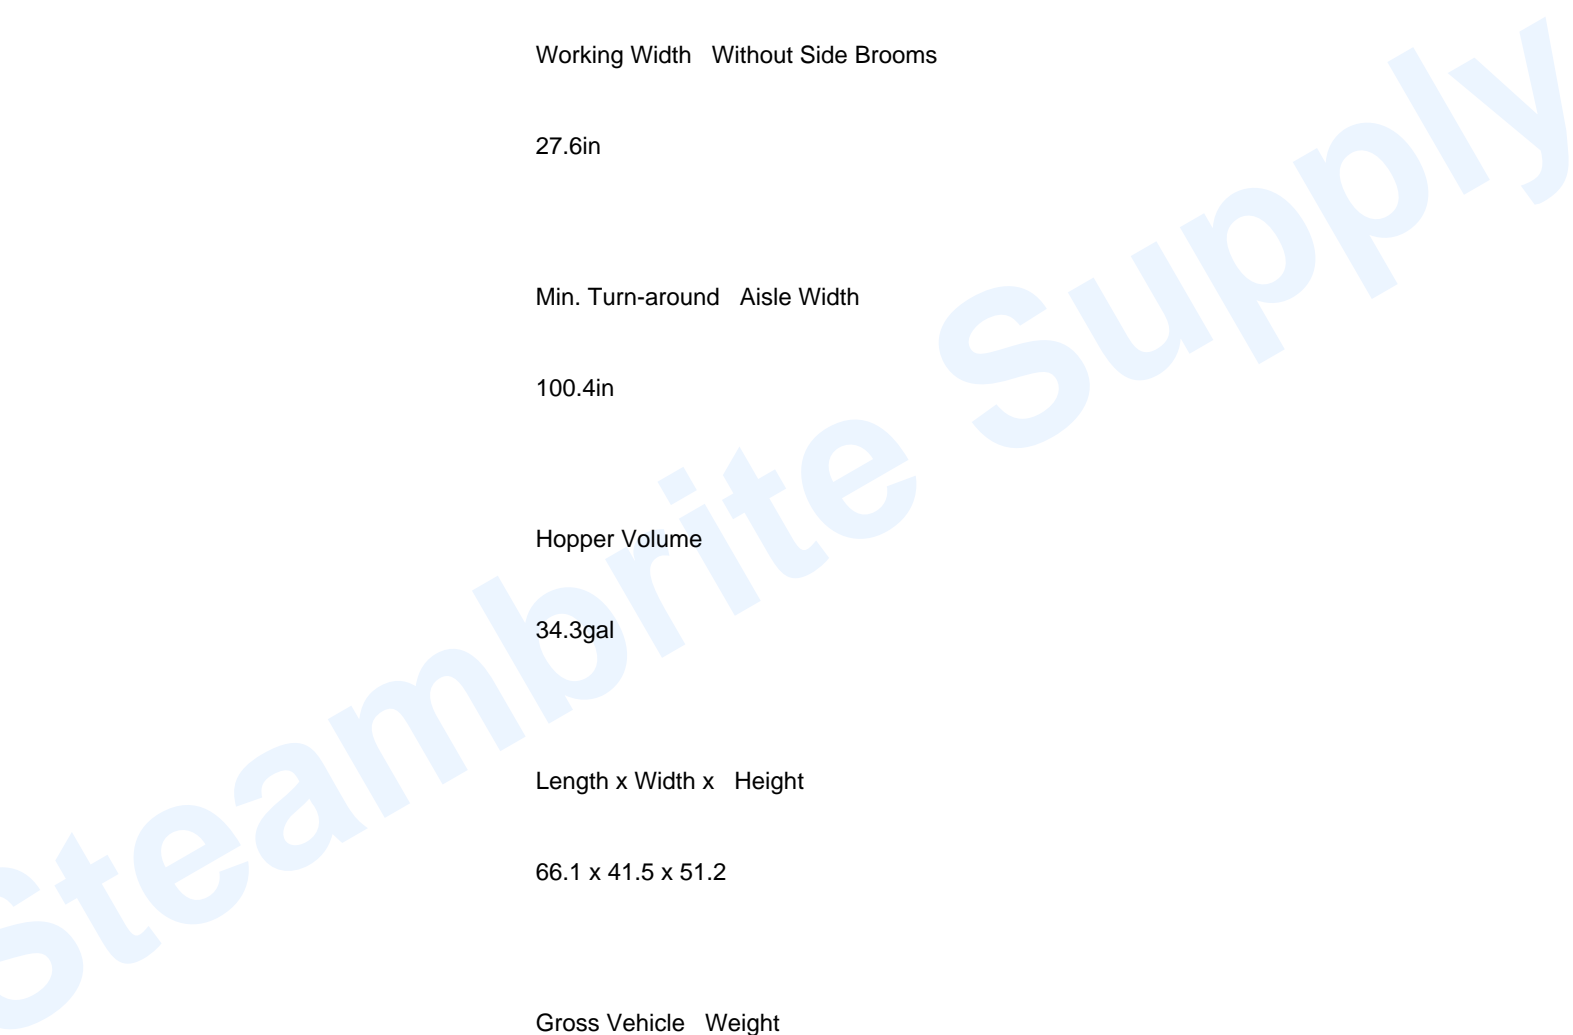 Working Width Without Side Brooms
27.6in
Min. Turn-around Aisle Width
100.4in
Hopper Volume
34.3gal
Length x Width x Height
66.1 x 41.5 x 51.2
Gross Vehicle Weight
Steambrite Supply